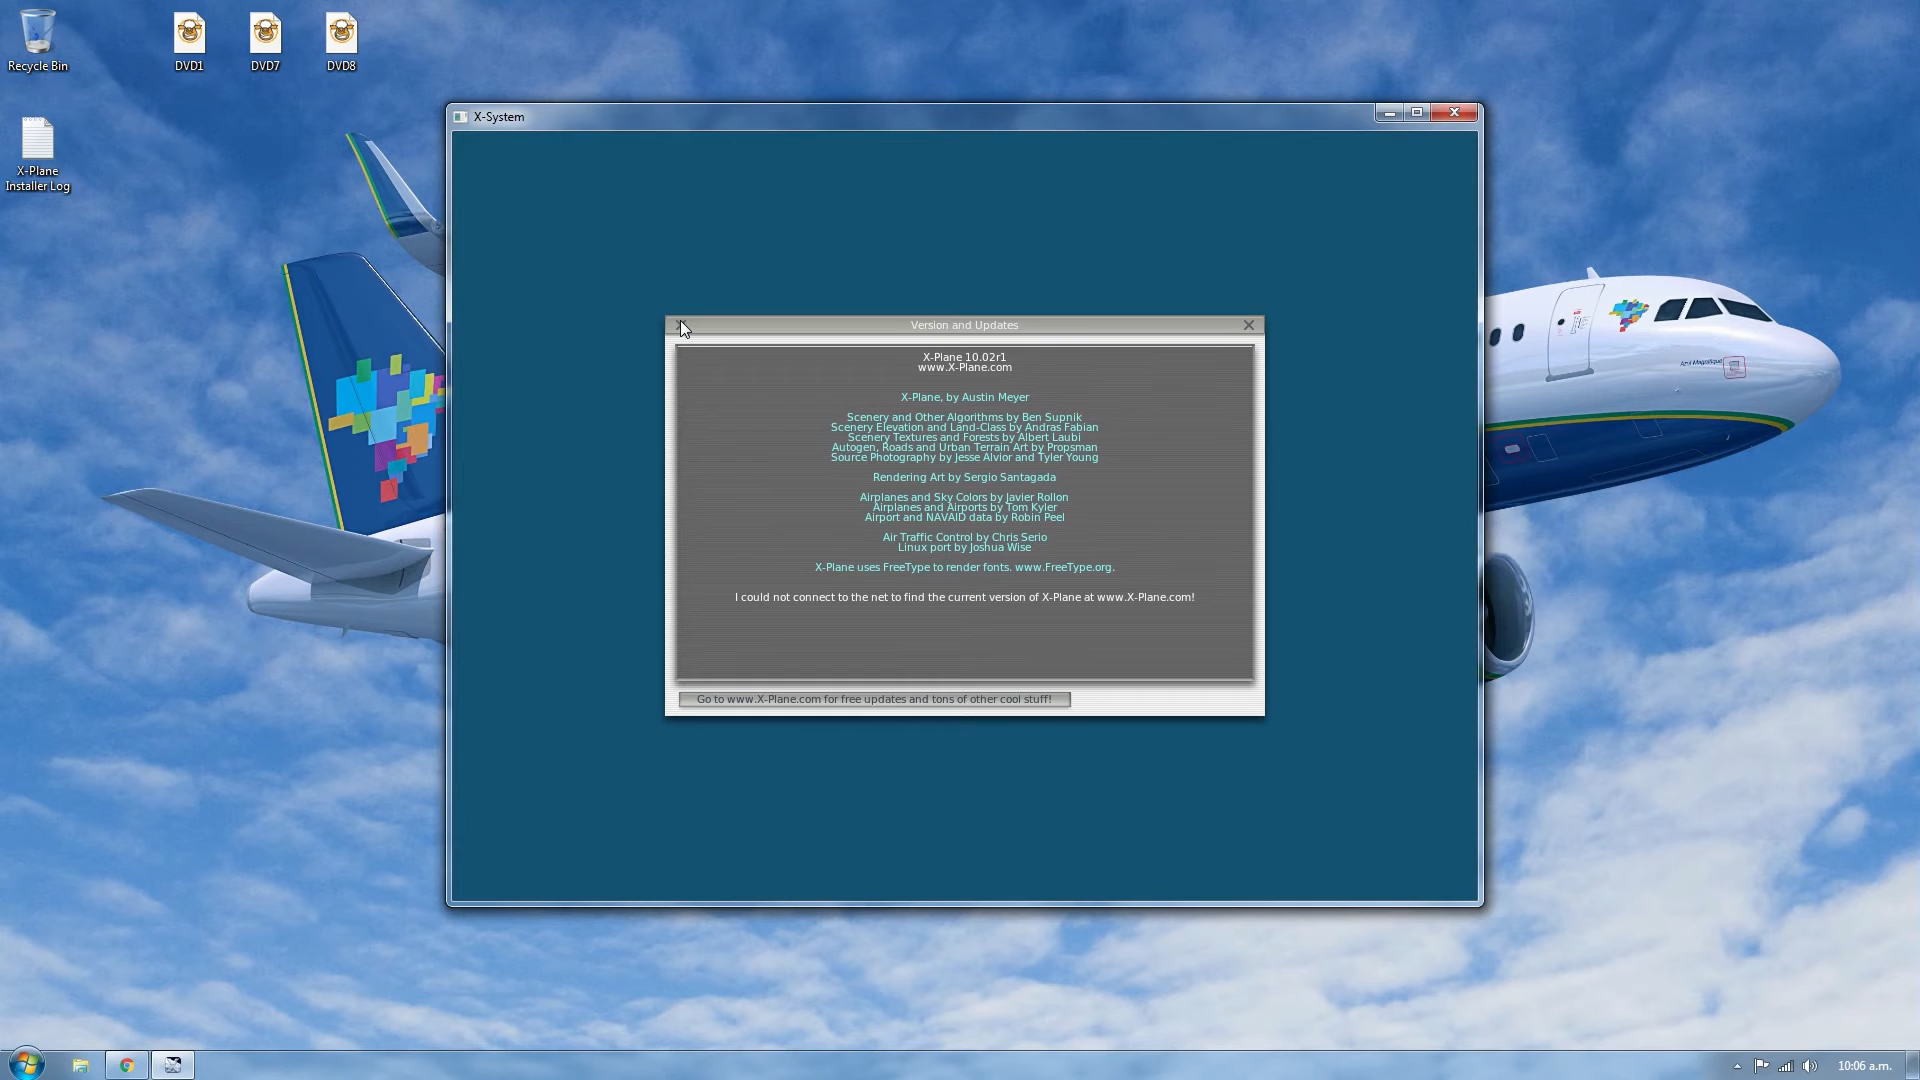 Recycle Bin
DVD1
DVD7
DVD8
X-Plane
Installer Log
X-System
Version and Updates
X-Plane 10.02r1
www.X-Plane.com
X-Plane, by Austin Meyer
Scenery and Other Algorithms by Ben Supnik
Scenery Elevation and Land-Class by Andras Fabian
Scenery Textures and Forests by Albert Laubi
Autogen, Roads and Urban Terrain Art by Propsman
Source Photography by Jesse Alvior and Tyler Young
Rendering Art by Sergio Santagada
Airplanes and Sky Colors by Javier Rollon
Airplanes and Airports by Tom Kyler
Airport and NAVAID data by Robin Peel
Air Traffic Control by Chris Serio
Linux port by Joshua Wise
X-Plane uses FreeType to render fonts. www.FreeType.org.
I could not connect to the net to find the current version of X-Plane at www.X-Plane.com!
Go to www.X-Plane.com for free updates and tons of other cool stuff!
10:06 a.m.